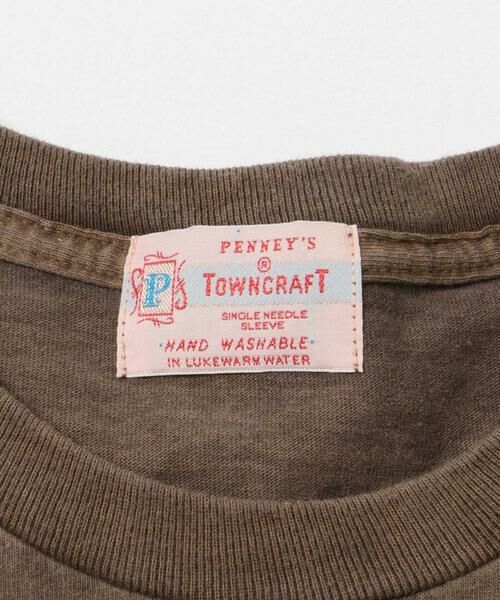 PENNEY'S
®
P TOWNCRAFT
SINGLE NEEDLE
SLEEVE
HAND WASHABLE
IN LUKEWARM WATER